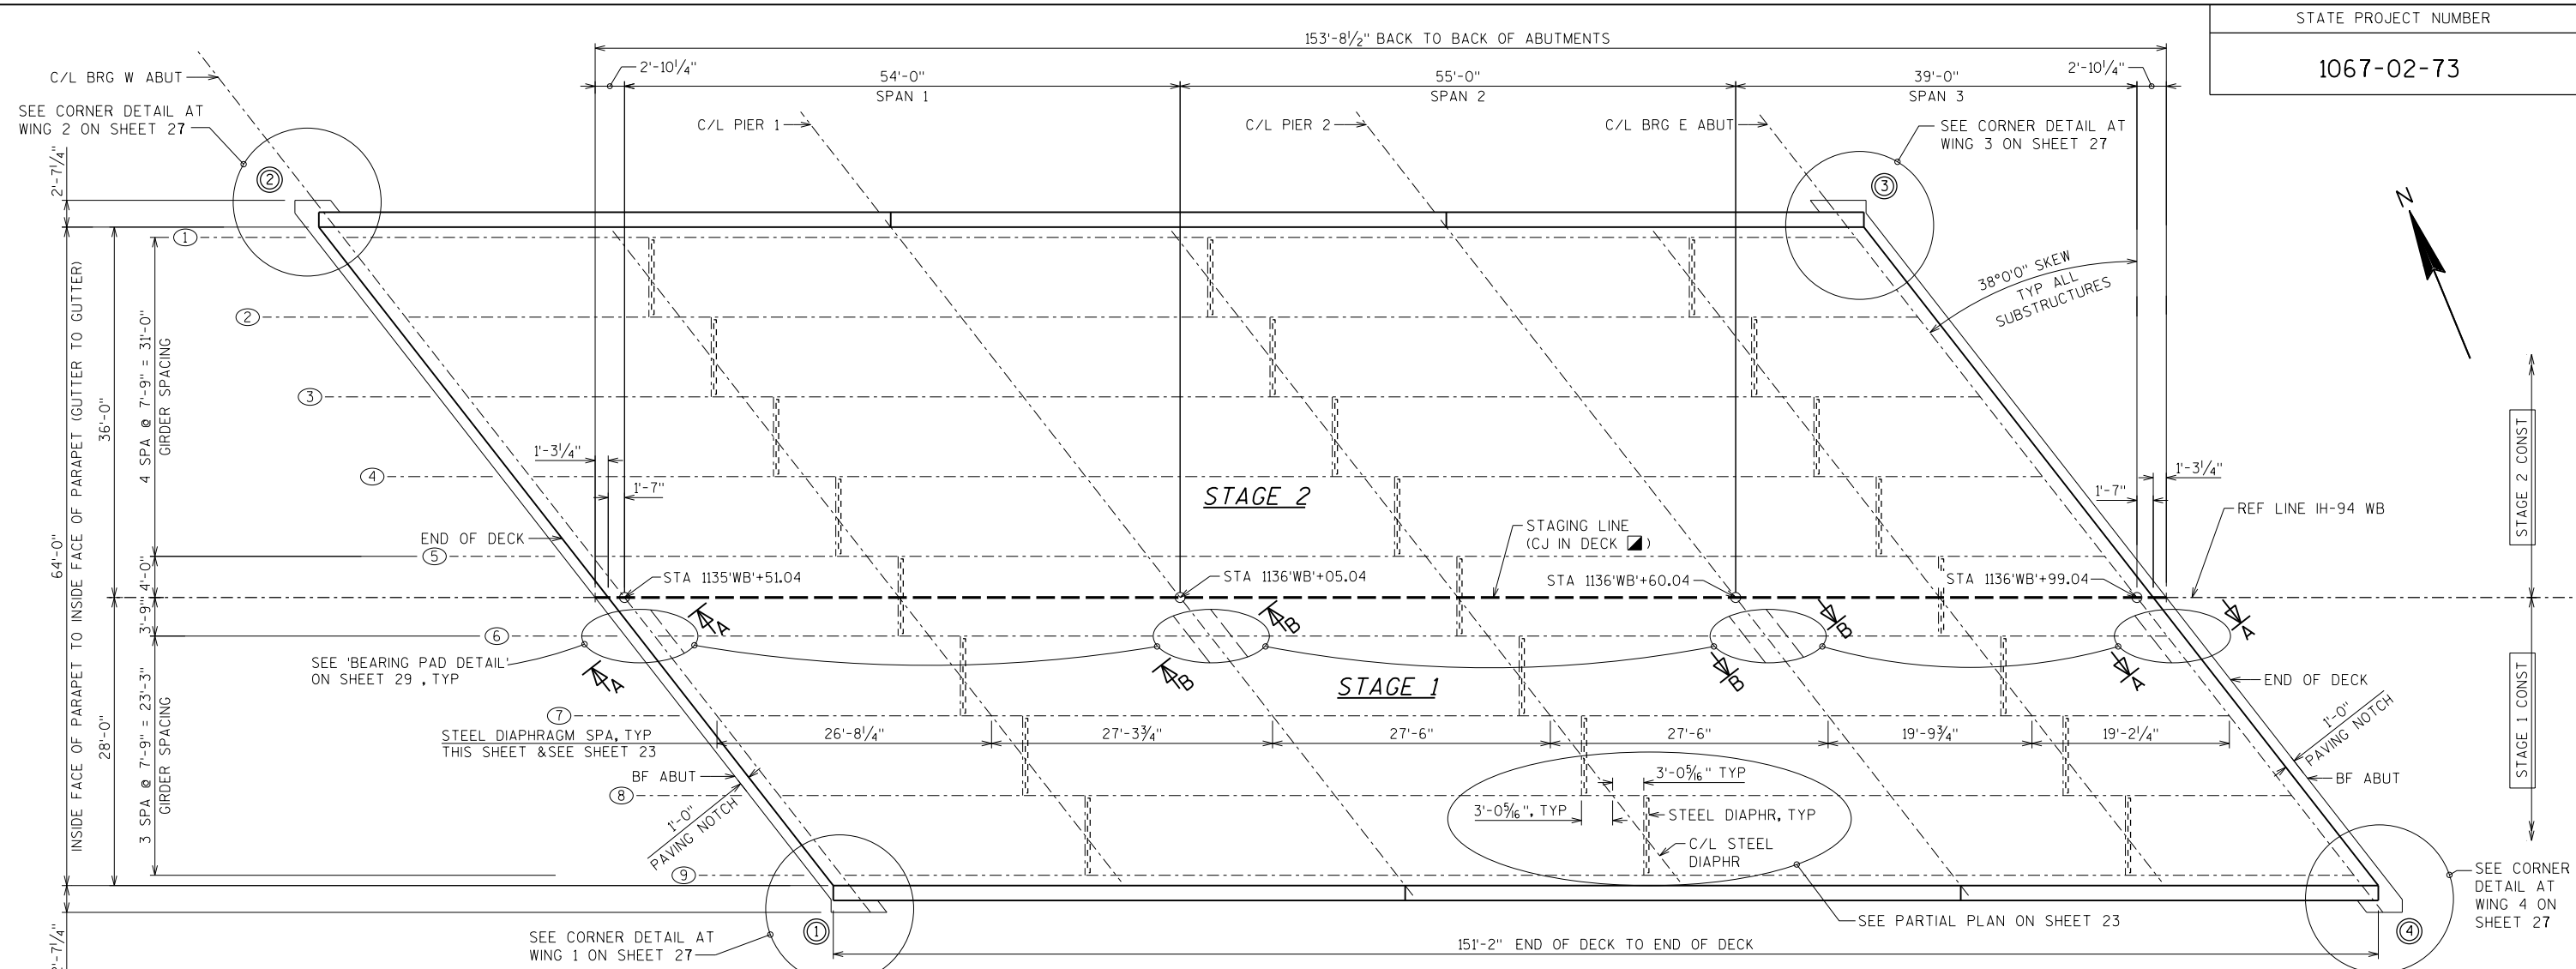 STATE PROJECT NUMBER
1067-02-73
153'-8½" BACK TO BACK OF ABUTMENTS
C/L BRG W ABUT
2'-10¼"
54'-0"
SPAN 1
55'-0"
SPAN 2
39'-0"
SPAN 3
2'-10¼"
SEE CORNER DETAIL AT
WING 2 ON SHEET 27
C/L PIER 1
C/L PIER 2
C/L BRG E ABUT
SEE CORNER DETAIL AT
WING 3 ON SHEET 27
2'-7¼"
2
3
N
1
2
3
4
5
6
7
8
9
38°0'0" SKEW
TYP ALL
SUBSTRUCTURES
64'-0"
INSIDE FACE OF PARAPET TO INSIDE FACE OF PARAPET (GUTTER TO GUTTER)
36'-0"
4 SPA @ 7'-9" = 31'-0"
GIRDER SPACING
4'-0"
3'-9"
28'-0"
3 SPA @ 7'-9" = 23'-3"
GIRDER SPACING
1'-3¼"
1'-7"
STAGE 2
1'-3¼"
1'-7"
REF LINE IH-94 WB
STAGE 2 CONST
STAGING LINE
(CJ IN DECK )
END OF DECK
STA 1135'WB'+51.04
STA 1136'WB'+05.04
STA 1136'WB'+60.04
STA 1136'WB'+99.04
A
B
B
A
SEE 'BEARING PAD DETAIL'
ON SHEET 29 , TYP
A
B
B
A
STAGE 1
END OF DECK
STAGE 1 CONST
1'-0"
PAVING NOTCH
BF ABUT
STEEL DIAPHRAGM SPA, TYP
THIS SHEET &SEE SHEET 23
26'-8¼"
27'-3¾"
27'-6"
27'-6"
19'-9¾"
19'-2¼"
BF ABUT
1'-0"
PAVING NOTCH
3'-0⁵⁄₁₆" TYP
3'-0⁵⁄₁₆", TYP
STEEL DIAPHR, TYP
C/L STEEL
DIAPHR
SEE CORNER
DETAIL AT
WING 4 ON
SHEET 27
SEE PARTIAL PLAN ON SHEET 23
1
4
SEE CORNER DETAIL AT
WING 1 ON SHEET 27
151'-2" END OF DECK TO END OF DECK
2'-7¼"